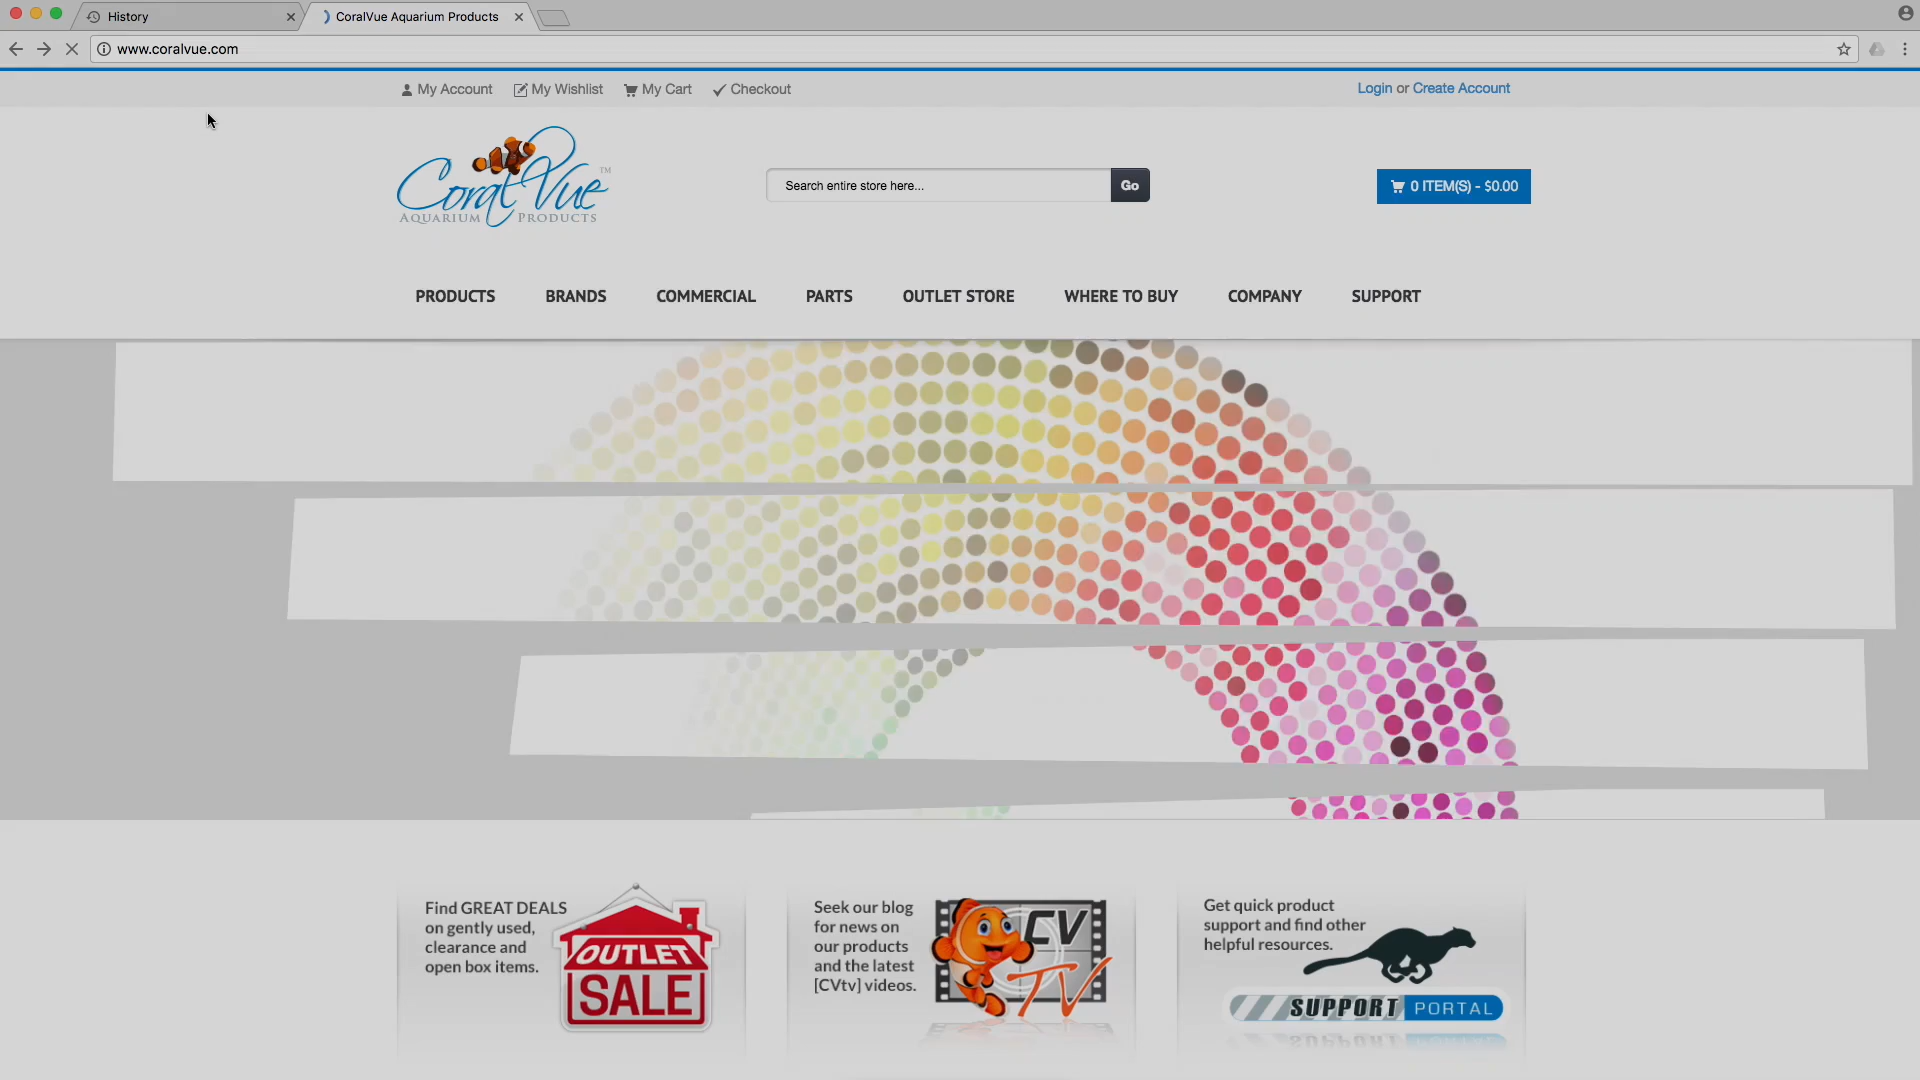 History
CoralVue Aquarium Products
www.coralvue.com
My Account
My Wishlist
My Cart
Checkout
Login or Create Account
Coral Vue ™
AQUARIUM PRODUCTS
Search entire store here...
Go
0 ITEM(S) - $0.00
PRODUCTS
BRANDS
COMMERCIAL
PARTS
OUTLET STORE
WHERE TO BUY
COMPANY
SUPPORT
Find GREAT DEALS
on gently used,
clearance and
open box items.
OUTLET
SALE
Seek our blog
for news on
our products
and the latest
[CVtv] videos.
CV
TV
Get quick product
support and find other
helpful resources.
SUPPORT PORTAL